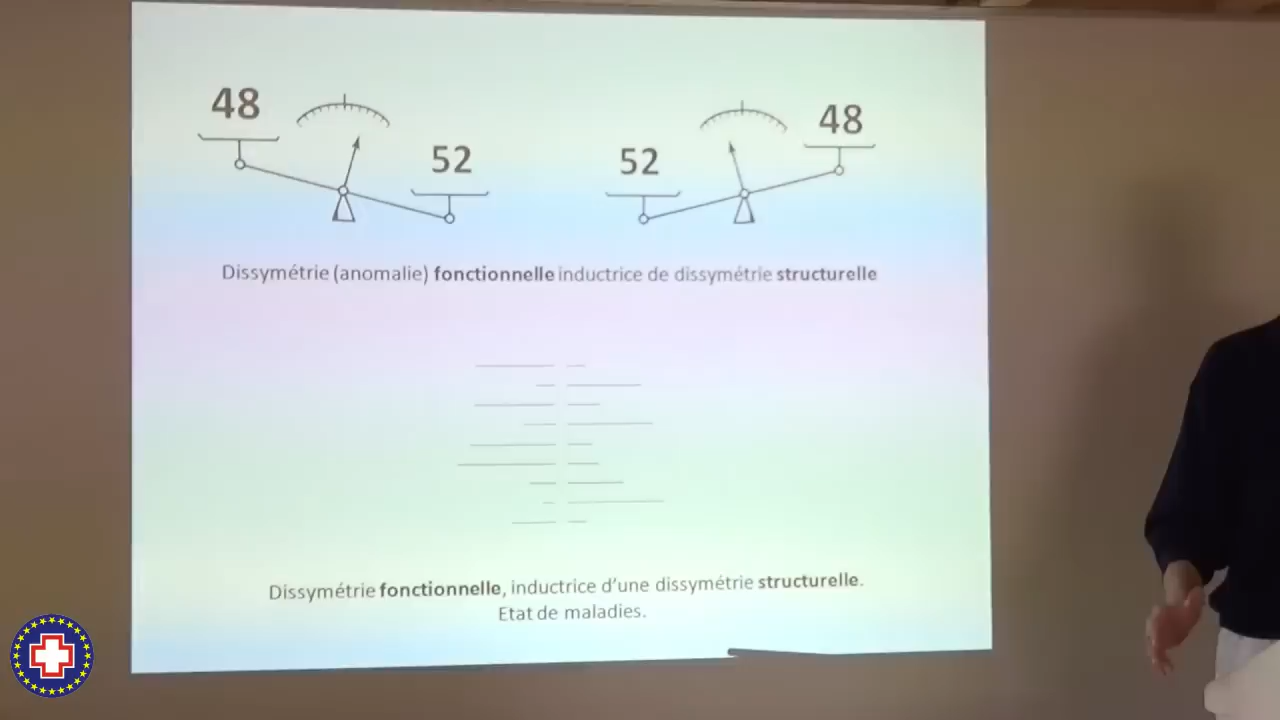 48
52
52
48
Dissymétrie (anomalie) fonctionnelle inductrice de dissymétrie structurelle
Dissymétrie fonctionnelle, inductrice d'une dissymétrie structurelle.
Etat de maladies.